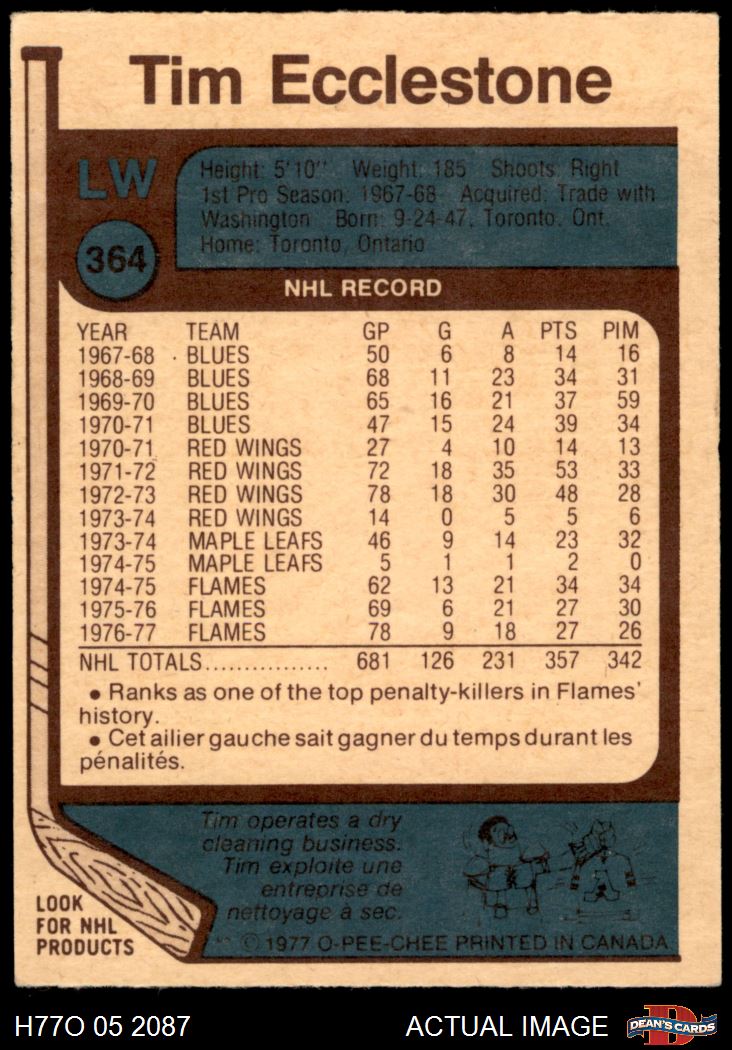 Tim Ecclestone
LW
364
Height: 5'10" Weight: 185 Shoots: Right
1st Pro Season: 1967-68 Acquired: Trade with
Washington Born: 9-24-47, Toronto, Ont.
Home: Toronto, Ontario
NHL RECORD
YEAR TEAM GP G A PTS PIM
1967-68 BLUES 50 6 8 14 16
1968-69 BLUES 68 11 23 34 31
1969-70 BLUES 65 16 21 37 59
1970-71 BLUES 47 15 24 39 34
1970-71 RED WINGS 27 4 10 14 13
1971-72 RED WINGS 72 18 35 53 33
1972-73 RED WINGS 78 18 30 48 28
1973-74 RED WINGS 14 0 5 5 6
1973-74 MAPLE LEAFS 46 9 14 23 32
1974-75 MAPLE LEAFS 5 1 1 2 0
1974-75 FLAMES 62 13 21 34 34
1975-76 FLAMES 69 6 21 27 30
1976-77 FLAMES 78 9 18 27 26
NHL TOTALS................ 681 126 231 357 342
• Ranks as one of the top penalty-killers in Flames'
history.
• Cet ailier gauche sait gagner du temps durant les
pénalités.
Tim operates a dry
cleaning business.
Tim exploite une
entreprise de
nettoyage à sec.
LOOK
FOR NHL
PRODUCTS
© 1977 O-PEE-CHEE PRINTED IN CANADA
H77O 05 2087 ACTUAL IMAGE
D
DEAN'S CARDS